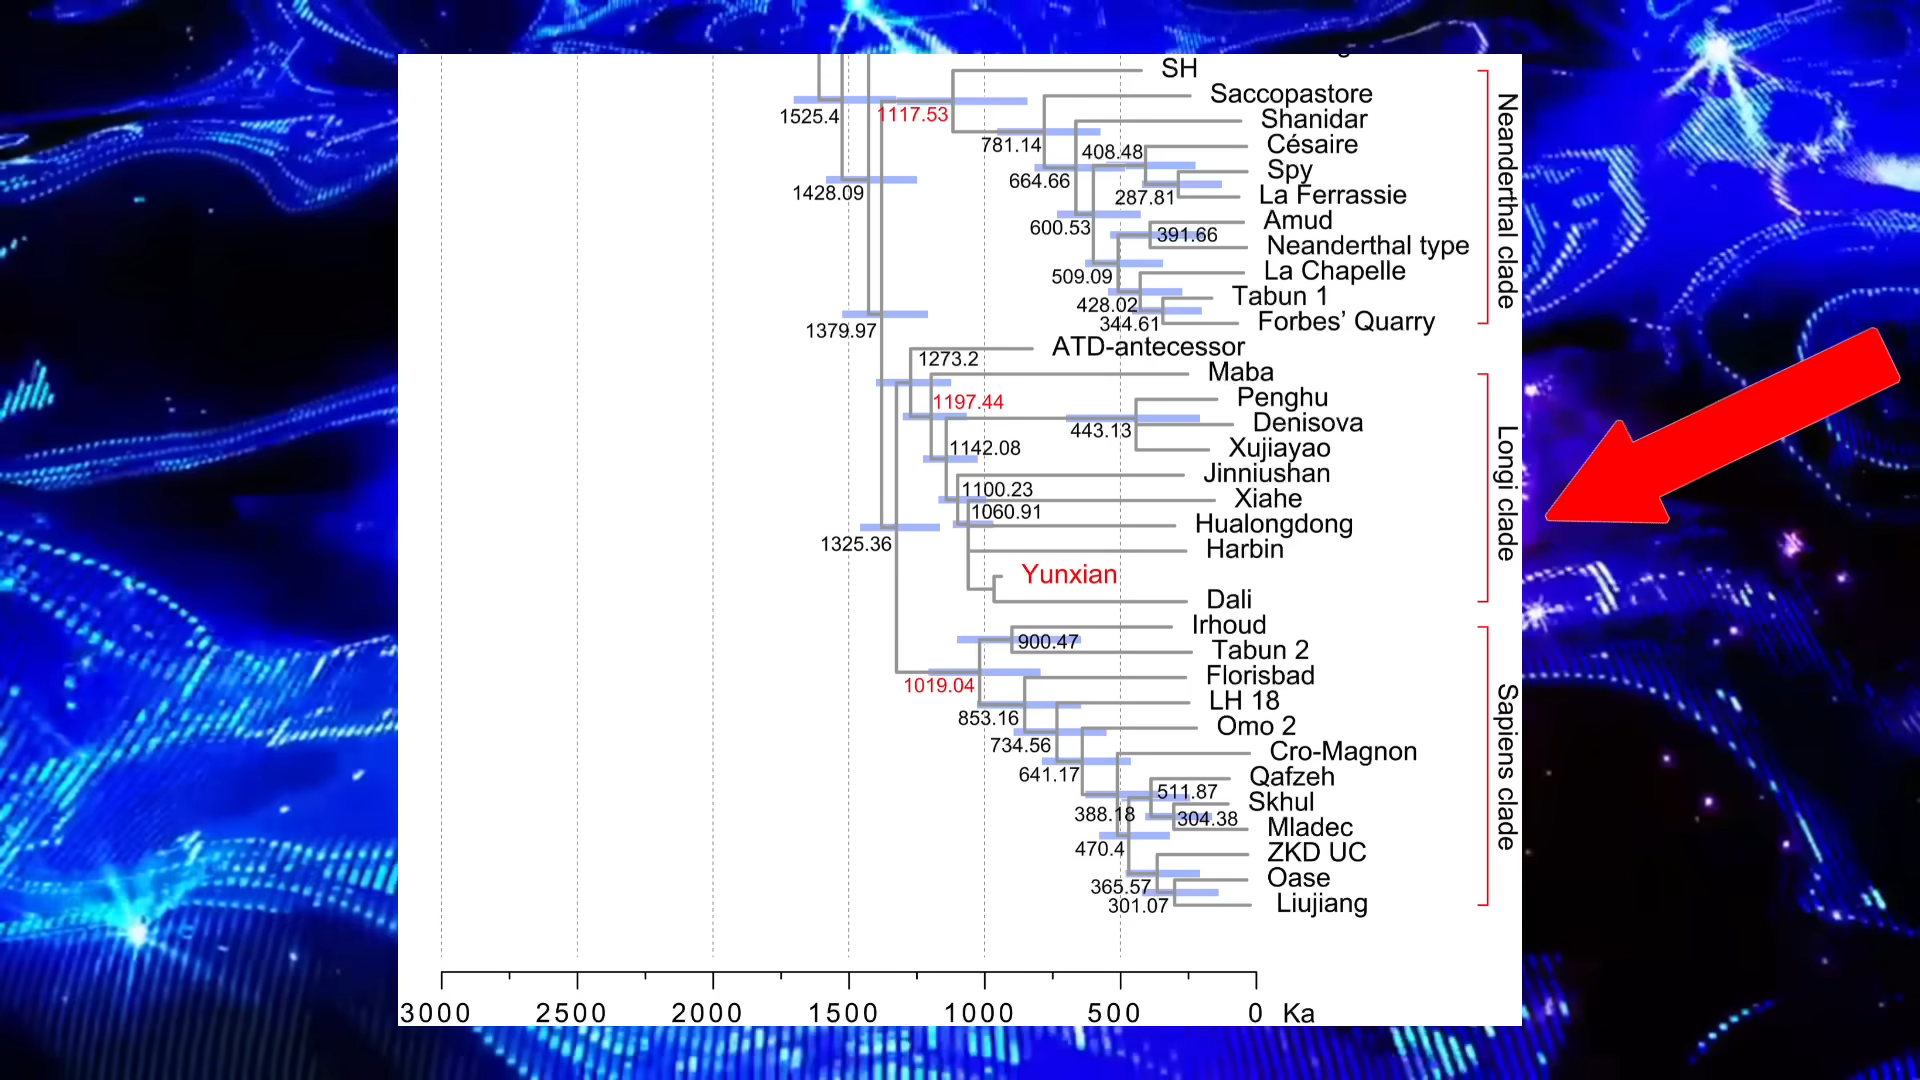 SH
Saccopastore
1525.4
1117.53
Shanidar
781.14
408.48
Césaire
Spy
664.66
1428.09
287.81
La Ferrassie
Amud
600.53
391.66
Neanderthal type
La Chapelle
509.09
Tabun 1
428.02
344.61
Forbes’ Quarry
1379.97
Neanderthal clade
ATD-antecessor
1273.2
Maba
1197.44
Penghu
443.13
Denisova
1142.08
Xujiayao
Jinniushan
1100.23
Xiahe
1060.91
Hualongdong
1325.36
Harbin
Yunxian
Dali
Longi clade
Irhoud
900.47
Tabun 2
1019.04
Florisbad
LH 18
853.16
Omo 2
734.56
Cro-Magnon
641.17
Qafzeh
511.87
Skhul
388.18
304.38
Mladec
470.4
ZKD UC
Oase
365.57
301.07
Liujiang
Sapiens clade
3000 2500 2000 1500 1000 500 0 Ka